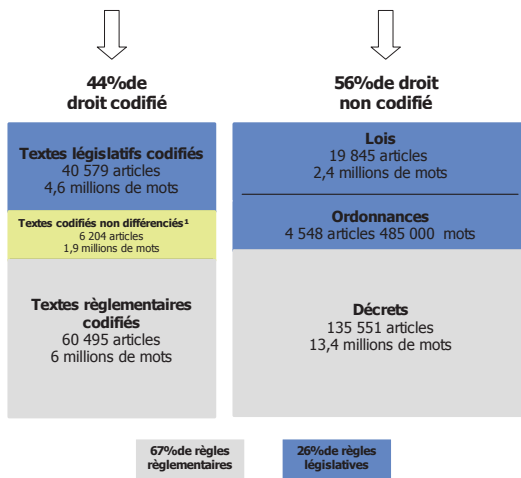 44%de
droit codifié
56%de droit
non codifié
Textes législatifs codifiés
40 579 articles
4,6 millions de mots
Textes codifiés non différenciés¹
6 204 articles
1,9 millions de mots
Textes règlementaires
codifiés
60 495 articles
6 millions de mots
Lois
19 845 articles
2,4 millions de mots
Ordonnances
4 548 articles 485 000 mots
Décrets
135 551 articles
13,4 millions de mots
67%de règles
règlementaires
26%de règles
législatives